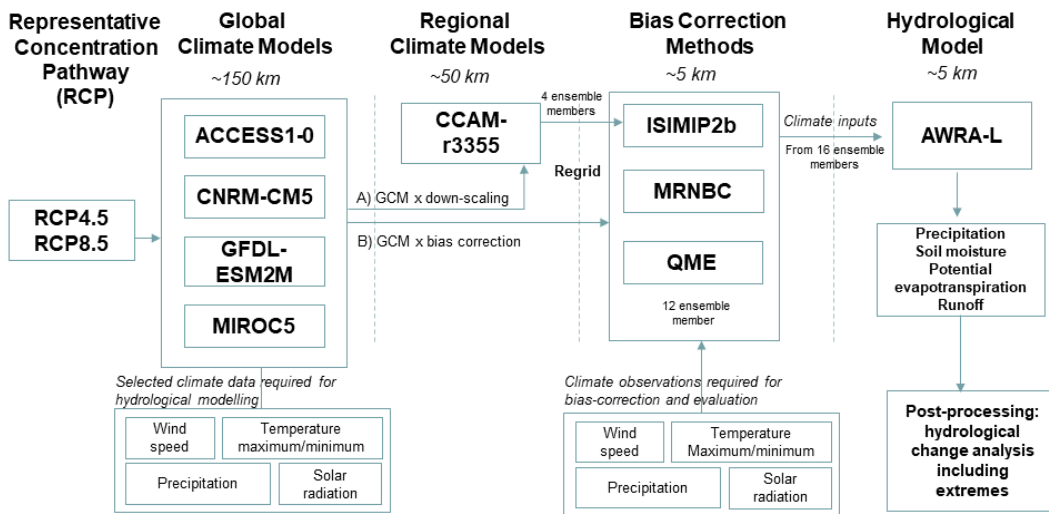 Representative
Concentration
Pathway
(RCP)
Global
Climate Models
~150 km
Regional
Climate Models
~50 km
Bias Correction
Methods
~5 km
Hydrological
Model
~5 km
RCP4.5
RCP8.5
ACCESS1-0
CNRM-CM5
GFDL-
ESM2M
MIROC5
CCAM-
r3355
4 ensemble
members
Regrid
A) GCM x down-scaling
B) GCM x bias correction
ISIMIP2b
MRNBC
QME
12 ensemble
member
Climate inputs
From 16 ensemble
members
AWRA-L
Precipitation
Soil moisture
Potential
evapotranspiration
Runoff
Post-processing:
hydrological
change analysis
including
extremes
Selected climate data required for
hydrological modelling
Wind
speed
Temperature
maximum/minimum
Precipitation
Solar
radiation
Climate observations required for
bias-correction and evaluation
Wind
speed
Temperature
Maximum/minimum
Precipitation
Solar
radiation